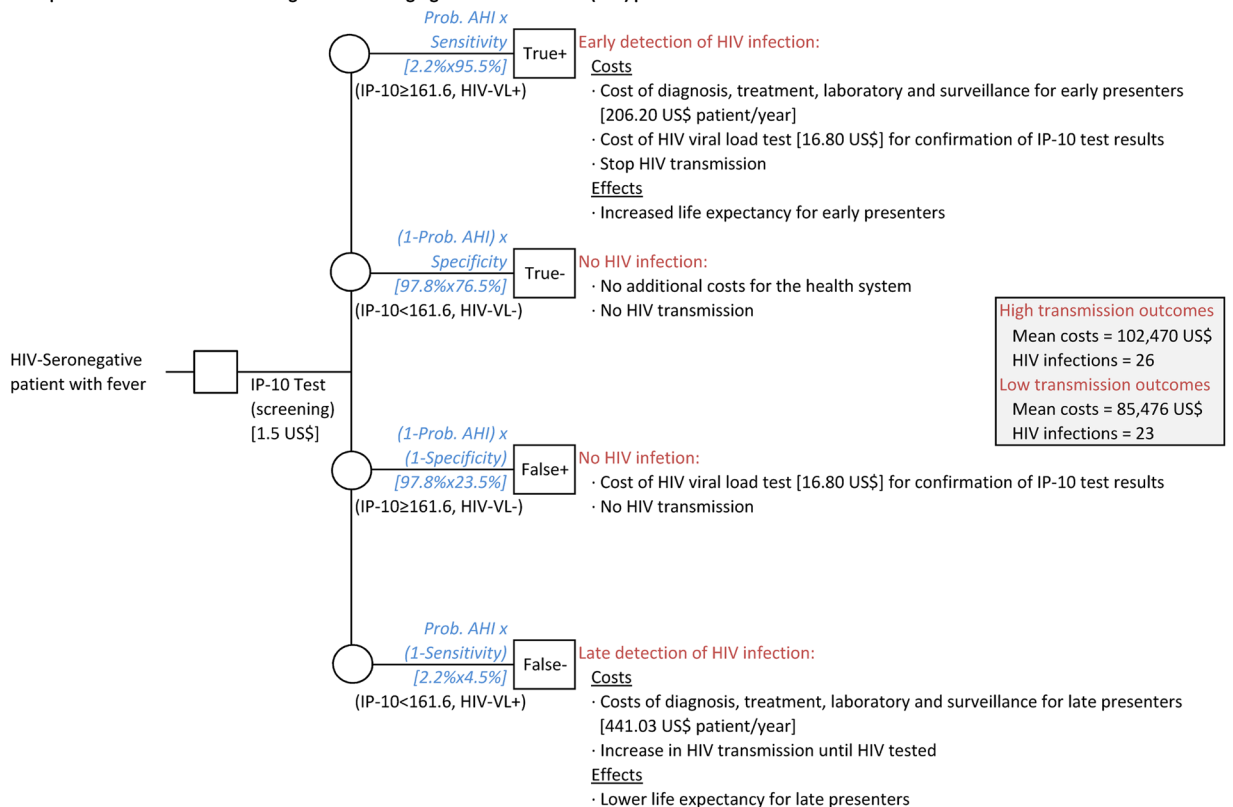 Prob. AHI x
Sensitivity
[2.2%x95.5%]
True+
(IP-10≥161.6, HIV-VL+)
Early detection of HIV infection:
Costs
· Cost of diagnosis, treatment, laboratory and surveillance for early presenters
[206.20 US$ patient/year]
· Cost of HIV viral load test [16.80 US$] for confirmation of IP-10 test results
· Stop HIV transmission
Effects
· Increased life expectancy for early presenters
(1-Prob. AHI) x
Specificity
[97.8%x76.5%]
True-
(IP-10<161.6, HIV-VL-)
No HIV infection:
· No additional costs for the health system
· No HIV transmission
High transmission outcomes
Mean costs = 102,470 US$
HIV infections = 26
Low transmission outcomes
Mean costs = 85,476 US$
HIV infections = 23
HIV-Seronegative
patient with fever
IP-10 Test
(screening)
[1.5 US$]
(1-Prob. AHI) x
(1-Specificity)
[97.8%x23.5%]
False+
(IP-10≥161.6, HIV-VL-)
No HIV infetion:
· Cost of HIV viral load test [16.80 US$] for confirmation of IP-10 test results
· No HIV transmission
Prob. AHI x
(1-Sensitivity)
[2.2%x4.5%]
False-
(IP-10<161.6, HIV-VL+)
Late detection of HIV infection:
Costs
· Costs of diagnosis, treatment, laboratory and surveillance for late presenters
[441.03 US$ patient/year]
· Increase in HIV transmission until HIV tested
Effects
· Lower life expectancy for late presenters